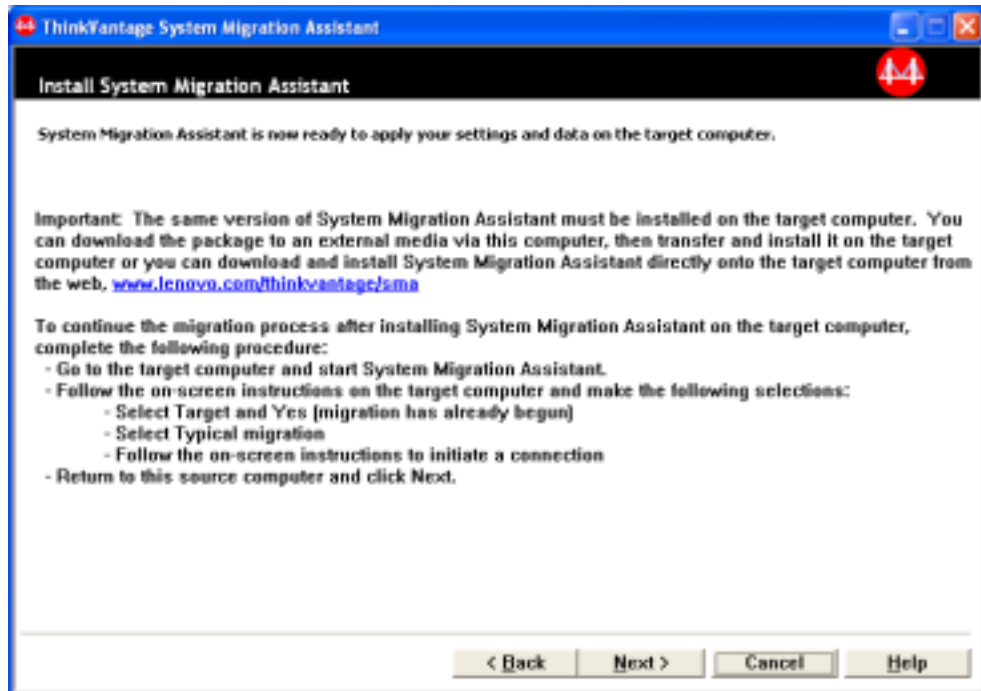 ThinkVantage System Migration Assistant
Install System Migration Assistant
System Migration Assistant is now ready to apply your settings and data on the target computer.
Important: The same version of System Migration Assistant must be installed on the target computer. You
can download the package to an external media via this computer, then transfer and install it on the target
computer or you can download and install System Migration Assistant directly onto the target computer from
the web, www.lenovo.com/thinkvantage/sma
To continue the migration process after installing System Migration Assistant on the target computer,
complete the following procedure:
- Go to the target computer and start System Migration Assistant.
- Follow the on-screen instructions on the target computer and make the following selections:
- Select Target and Yes (migration has already begun)
- Select Typical migration
- Follow the on-screen instructions to initiate a connection
- Return to this source computer and click Next.
< Back Next > Cancel Help